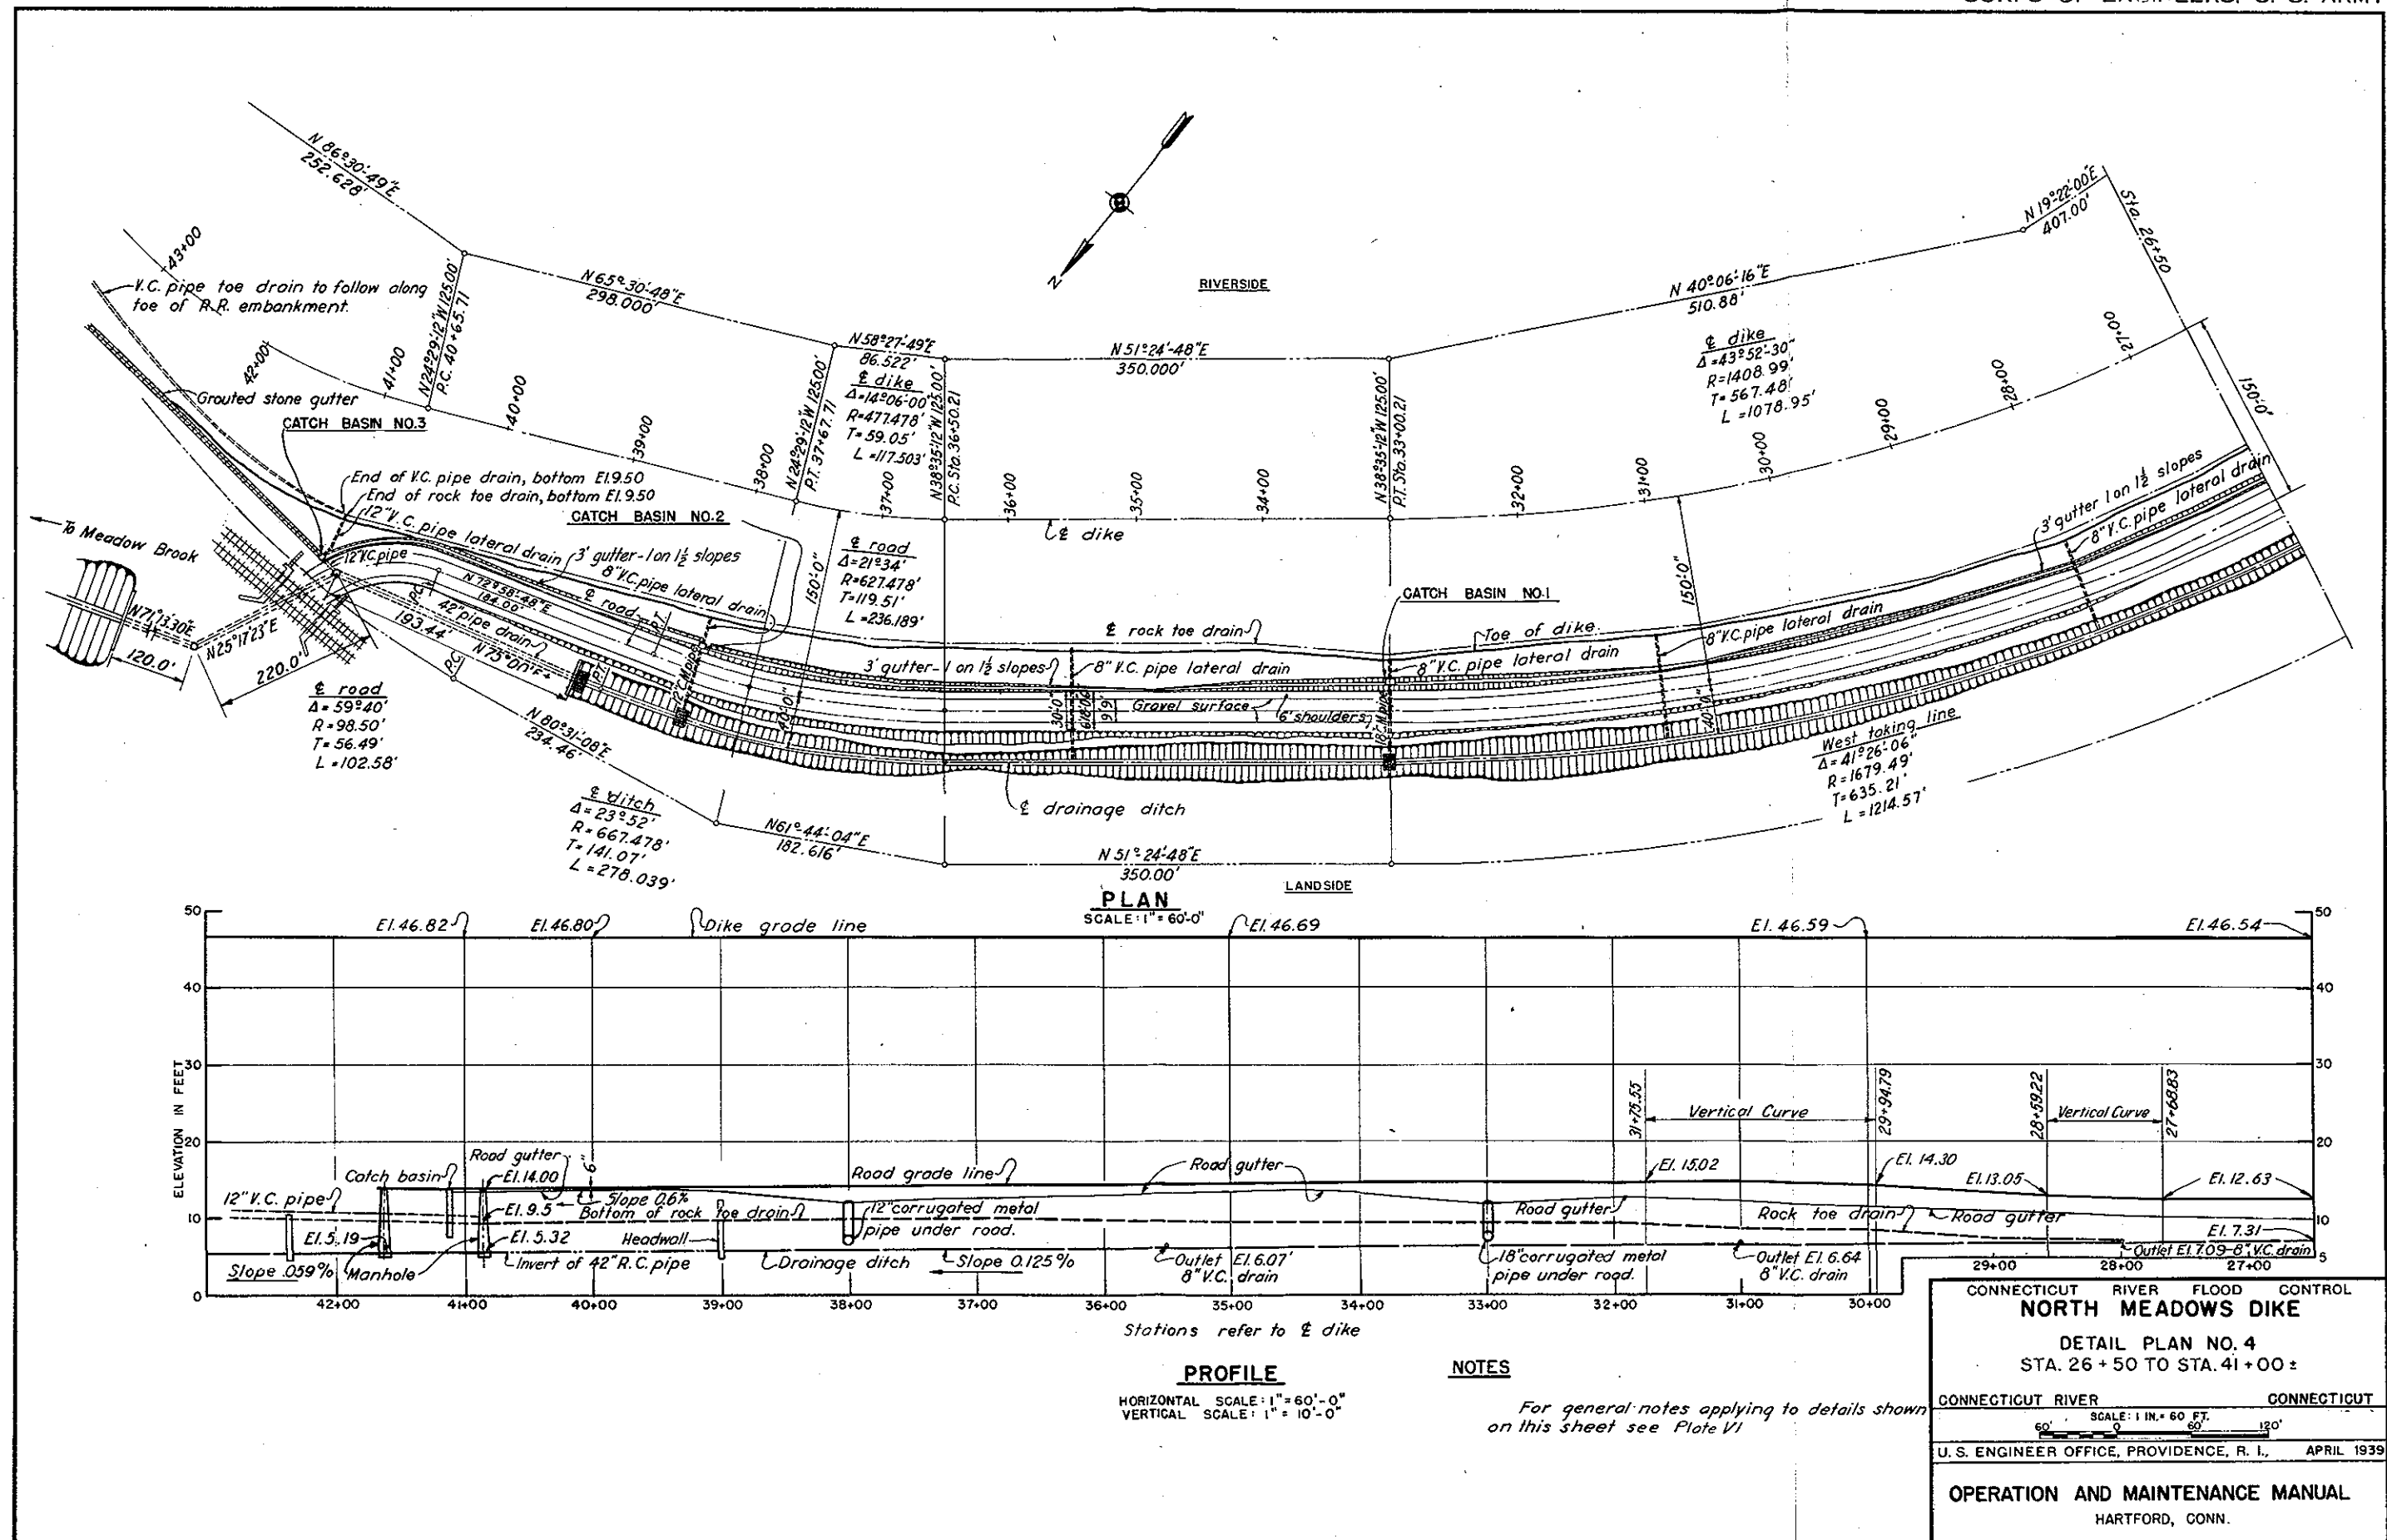 CORPS OF ENGINEERS, U. S. ARMY
N 86°-30'-49"E
252.628'
43+00
V.C. pipe toe drain to follow along
toe of R.R. embankment.
42+00
41+00
N24°-29'-12"W 125.00'
P.C. 40+65.71
N 65°-30'-48"E
298.000'
40+00
39+00
38+00
N24°-29'-12"W 125.00'
P.T. 37+67.71
N58°-27'-49"E
86.522'
℄ dike
Δ=14°06'-00"
R=477.478'
T=59.05'
L=117.503'
37+00
N38°-35'-12"W 125.00'
P.C. Sta. 36+50.21
N
RIVERSIDE
N51°24'-48"E
350.000'
36+00
35+00
34+00
℄ dike
N38°-35'-12"W 125.00'
P.T. Sta. 33+00.21
N 40°-06'-16"E
510.88'
℄ dike
Δ=43°-52'-30"
R=1408.99'
T=567.48'
L=1078.95'
N 19°-22'-00"E
407.00'
Sta. 26+50
32+00
31+00
30+00
29+00
28+00
27+00
150'-0"
Grouted stone gutter
CATCH BASIN NO.3
End of V.C. pipe drain, bottom El.9.50
End of rock toe drain, bottom El.9.50
12"V.C. pipe lateral drain
CATCH BASIN NO.2
3' gutter-1 on 1½ slopes
8"V.C. pipe lateral drain
12"V.C. pipe
N 72°-58'-48"E
184.00'
℄ road
P.C.
P.T.
42" pipe drain
193.44'
N75°00'E±
To Meadow Brook
N71°13'30"E
120.0'
N25°17'23"E
220.0'
℄ road
Δ=59°40'
R=98.50'
T=56.49'
L=102.58'
P.C.
P.T.
12"C.M. pipe
N 80°-31'-08"E
234.46'
℄ ditch
Δ=23°52'
R=667.478'
T=141.07'
L=278.039'
N61°-44'-04"E
182.616'
150'-0"
40'-0"
℄ road
Δ=21°34'
R=627.478'
T=119.51'
L=236.189'
℄ rock toe drain
Toe of dike.
CATCH BASIN NO.1
3' gutter-1 on 1½ slopes
8"V.C. pipe lateral drain
8"V.C. pipe lateral drain
8"V.C. pipe lateral drain
30'-0"
Gravel surface
6' shoulders
18"C.M. pipe
150'-0"
40'-0"
3' gutter 1 on 1½ slopes
8"V.C. pipe lateral drain
West taking line
Δ=41°26'-06"
R=1679.49'
T=635.21'
L=1214.57'
℄ drainage ditch
N 51°-24'-48"E
350.00'
PLAN
SCALE: 1"=60'-0"
LANDSIDE
50
El.46.82
El.46.80
Dike grade line
El.46.69
El. 46.59
El.46.54
50
40
40
30
30
20
20
10
10
0
5
ELEVATION IN FEET
31+75.55
Vertical Curve
29+94.79
28+59.22
Vertical Curve
27+68.83
Catch basin
Road gutter
6"
El.14.00
Slope 0.6%
Road grade line
Road gutter
El. 15.02
El. 14.30
El.13.05
El.12.63
12"V.C. pipe
El.9.5
Bottom of rock toe drain
12"corrugated metal
pipe under road.
Road gutter
Rock toe drain
Road gutter
El. 7.31
El.5.19
El.5.32
Headwall
Slope .059%
Manhole
Invert of 42"R.C. pipe
Drainage ditch
Slope 0.125%
Outlet El.6.07'
8"V.C. drain
18"corrugated metal
pipe under road.
Outlet El.6.64
8"V.C. drain
Outlet El.7.09-8"V.C. drain
42+00
41+00
40+00
39+00
38+00
37+00
36+00
35+00
34+00
33+00
32+00
31+00
30+00
29+00
28+00
27+00
Stations refer to ℄ dike
PROFILE
HORIZONTAL SCALE: 1"=60'-0"
VERTICAL SCALE: 1" = 10'-0"
NOTES
For general notes applying to details shown
on this sheet see Plate VI
CONNECTICUT RIVER FLOOD CONTROL
NORTH MEADOWS DIKE
DETAIL PLAN NO. 4
STA. 26+50 TO STA. 41+00 ±
CONNECTICUT RIVER CONNECTICUT
SCALE: 1 IN.= 60 FT.
60' 0 60' 120'
U. S. ENGINEER OFFICE, PROVIDENCE, R. I., APRIL 1939
OPERATION AND MAINTENANCE MANUAL
HARTFORD, CONN.